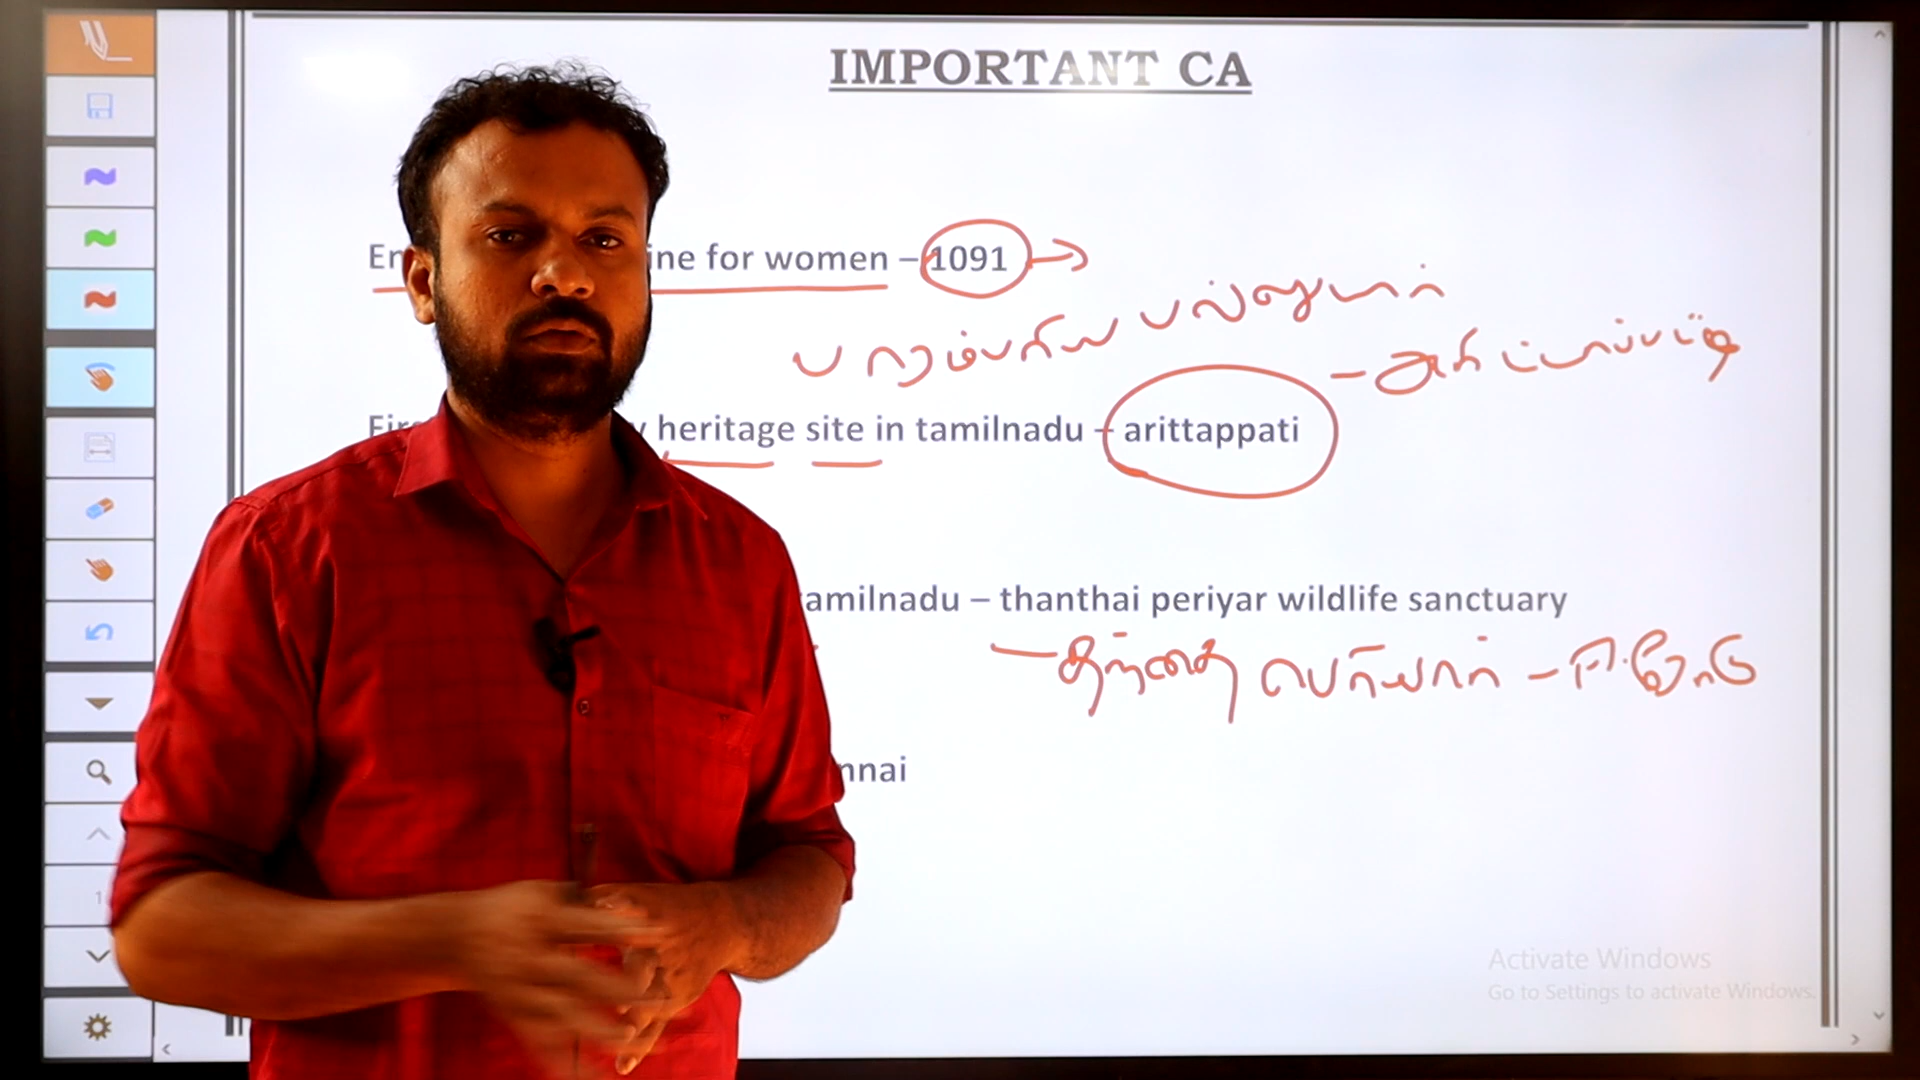 IMPORTANT CA
ine for women – 1091
பாரம்பரிய பல்லுயிர்
heritage site in tamilnadu – arittappati
– அரிட்டாப்பட்டி
amilnadu – thanthai periyar wildlife sanctuary
– தந்தை பெரியார் – ஈரோடு
nnai
Activate Windows
Go to Settings to activate Windows.